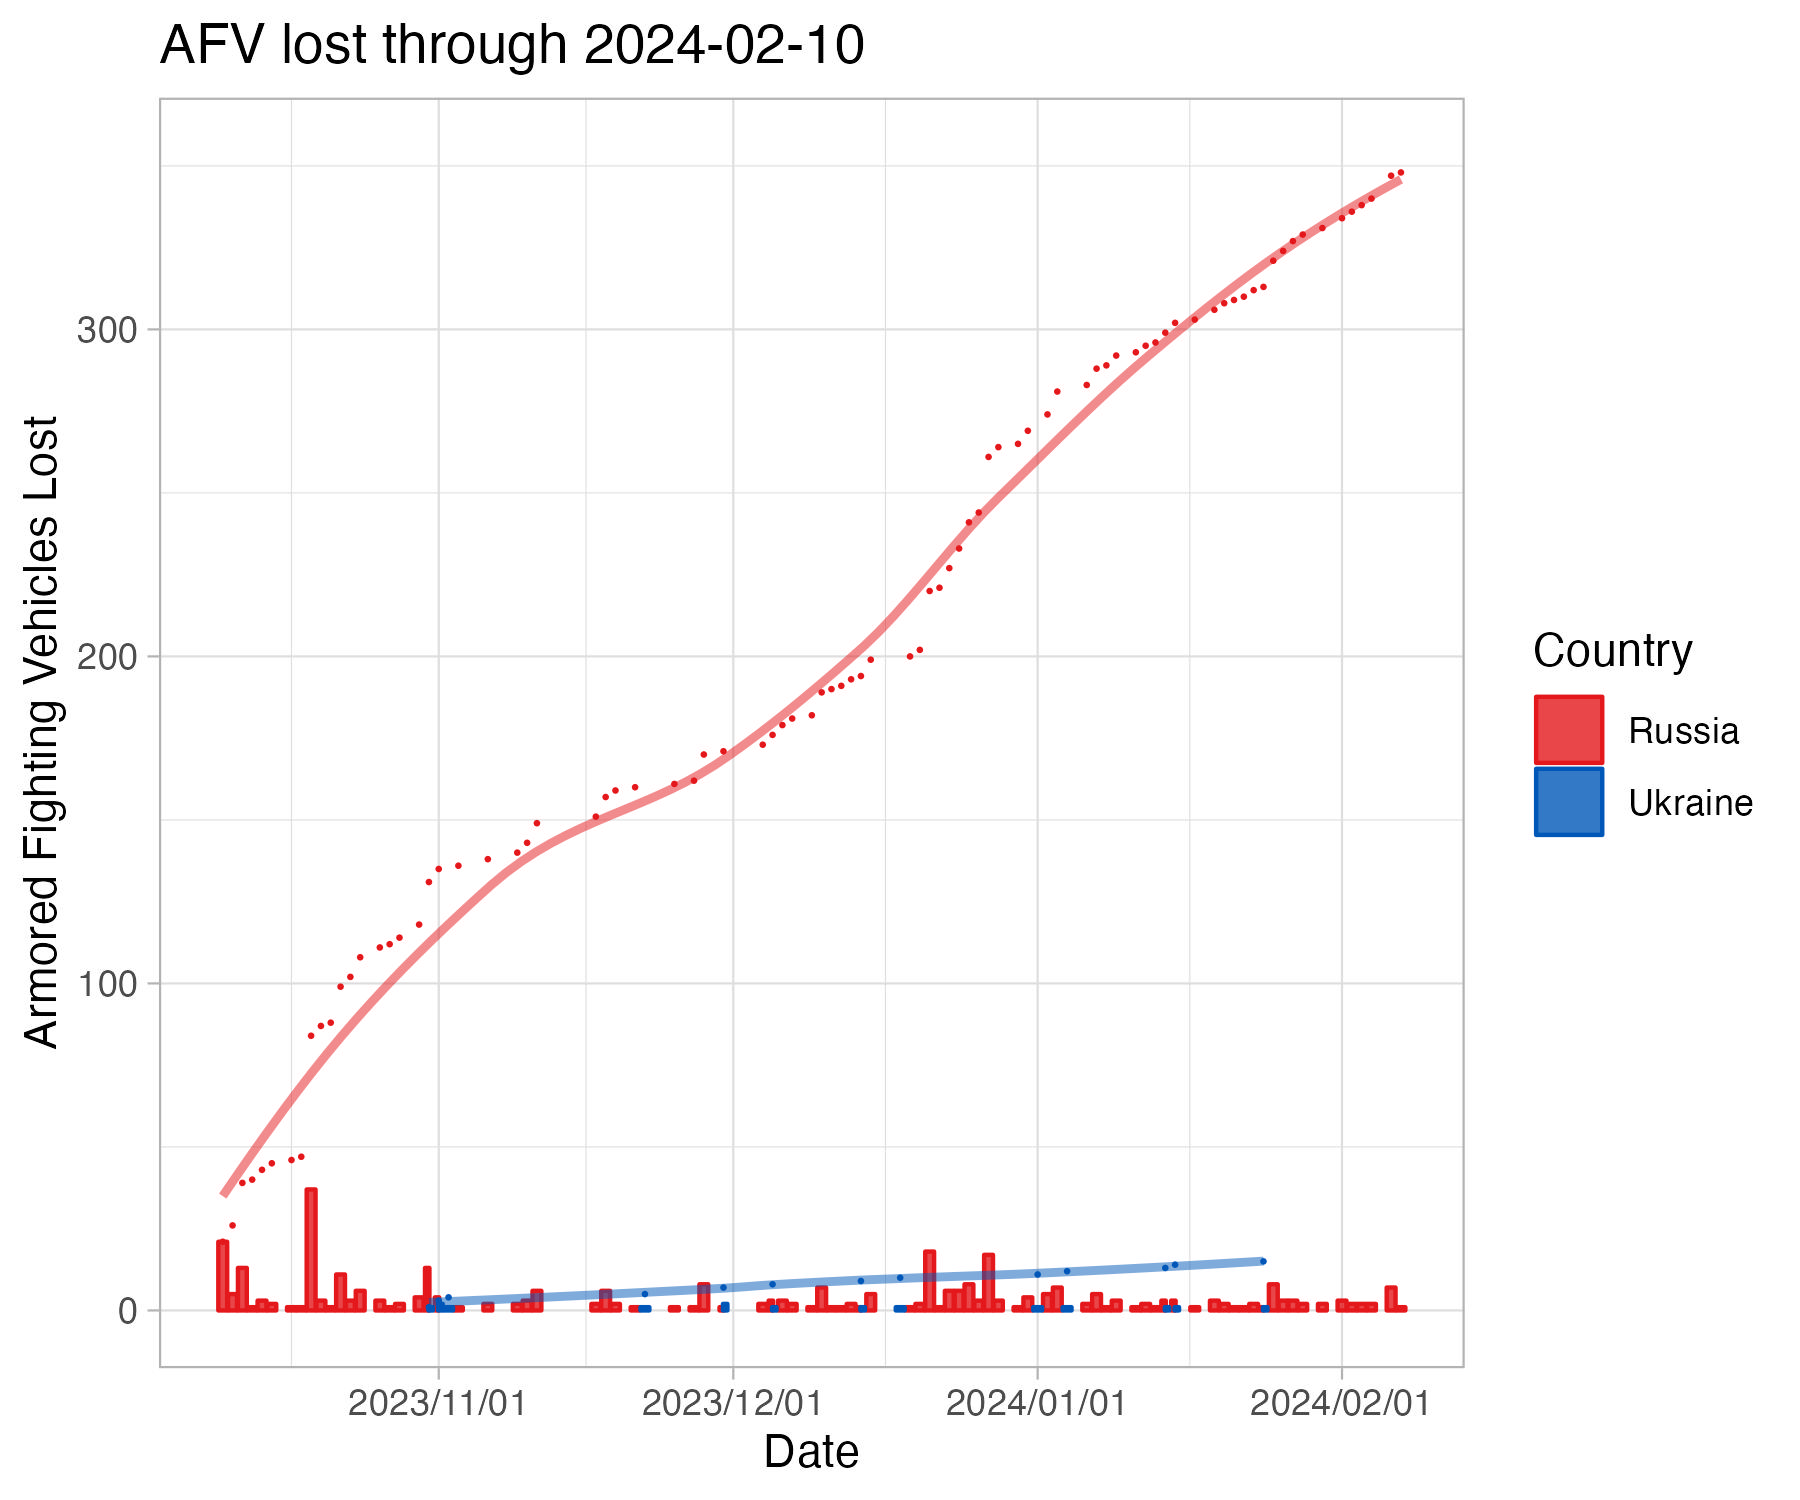 AFV lost through 2024-02-10
Armored Fighting Vehicles Lost
300
200
100
0
2023/11/01
2023/12/01
2024/01/01
2024/02/01
Date
Country
Russia
Ukraine